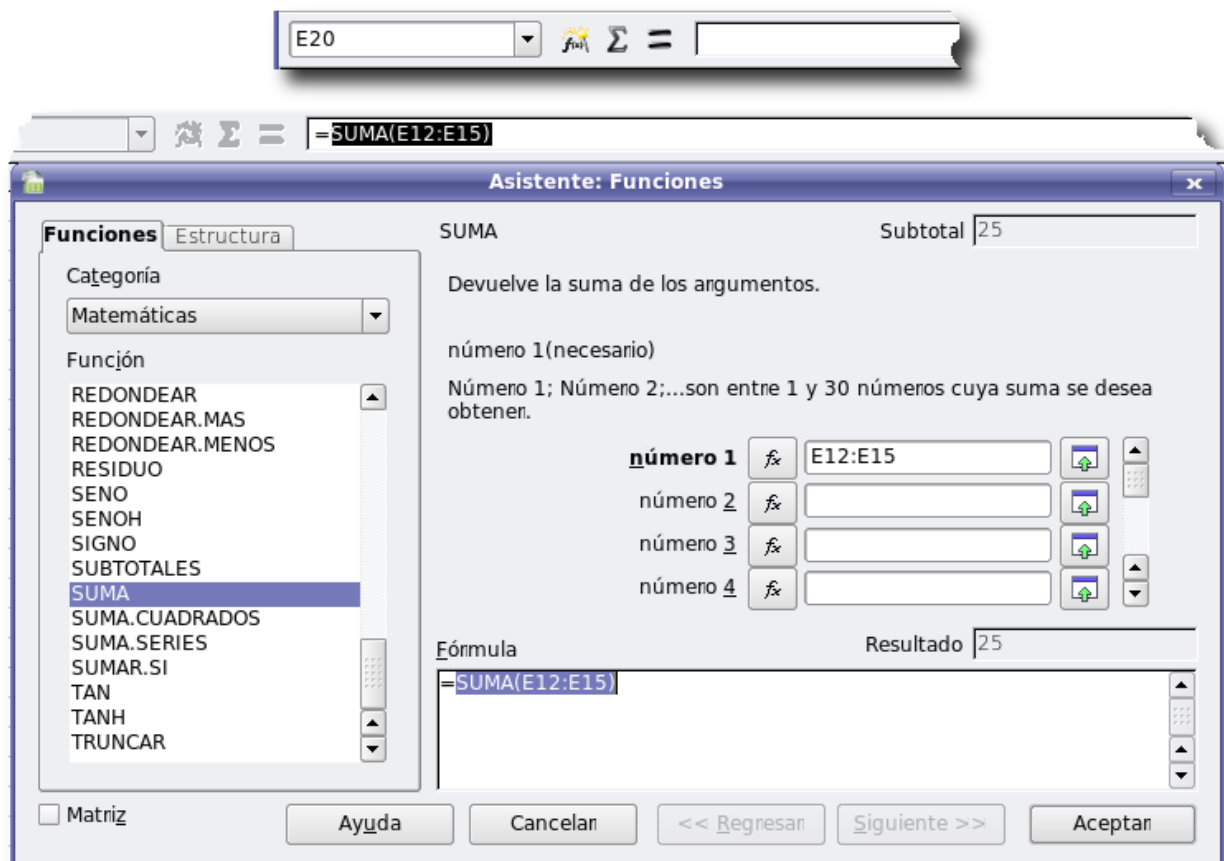 E20
=SUMA(E12:E15)
Asistente: Funciones
Funciones Estructura
SUMA
Subtotal 25
Categoría
Matemáticas
Devuelve la suma de los argumentos.
Función
número 1(necesario)
Número 1; Número 2;...son entre 1 y 30 números cuya suma se desea
obtener.
REDONDEAR
REDONDEAR.MAS
REDONDEAR.MENOS
RESIDUO
SENO
SENOH
SIGNO
SUBTOTALES
SUMA
SUMA.CUADRADOS
SUMA.SERIES
SUMAR.SI
TAN
TANH
TRUNCAR
número 1 fx E12:E15
número 2 fx
número 3 fx
número 4 fx
Fórmula
Resultado 25
=SUMA(E12:E15)
Matriz
Ayuda
Cancelar
<< Regresar
Siguiente >>
Aceptar